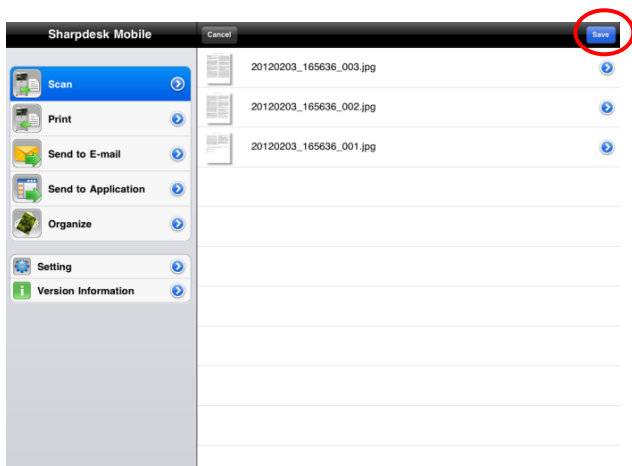 Sharpdesk Mobile
Cancel
Save
Scan
Print
Send to E-mail
Send to Application
Organize
Setting
Version Information
20120203_165636_003.jpg
20120203_165636_002.jpg
20120203_165636_001.jpg